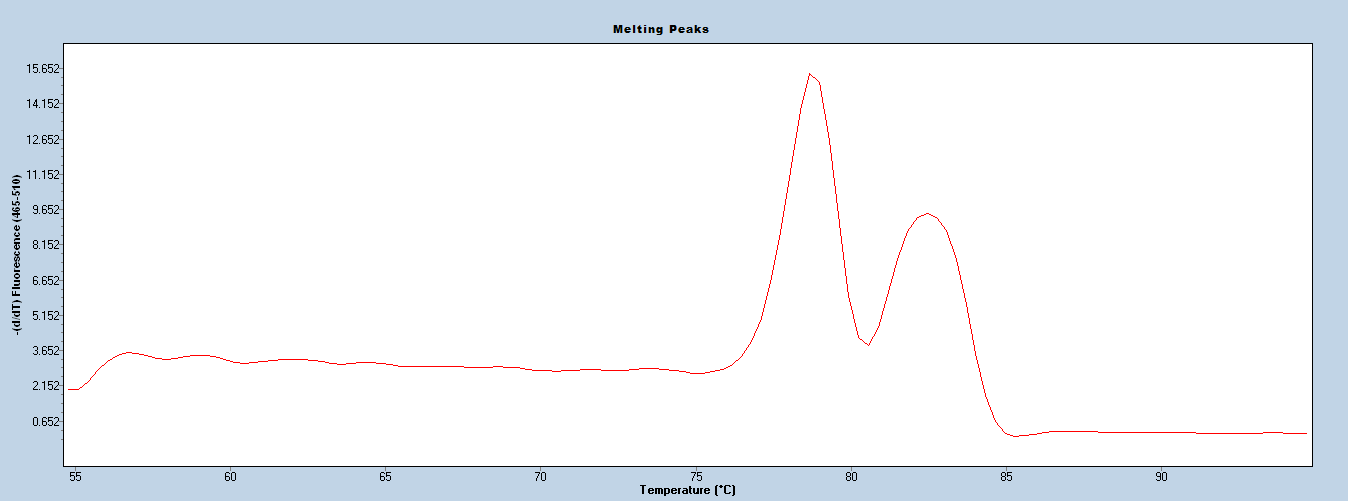 Melting Peaks
-(d/dT) Fluorescence (465-510)
15.652
14.152
12.652
11.152
9.652
8.152
6.652
5.152
3.652
2.152
0.652
55 60 65 70 75 80 85 90
Temperature (°C)